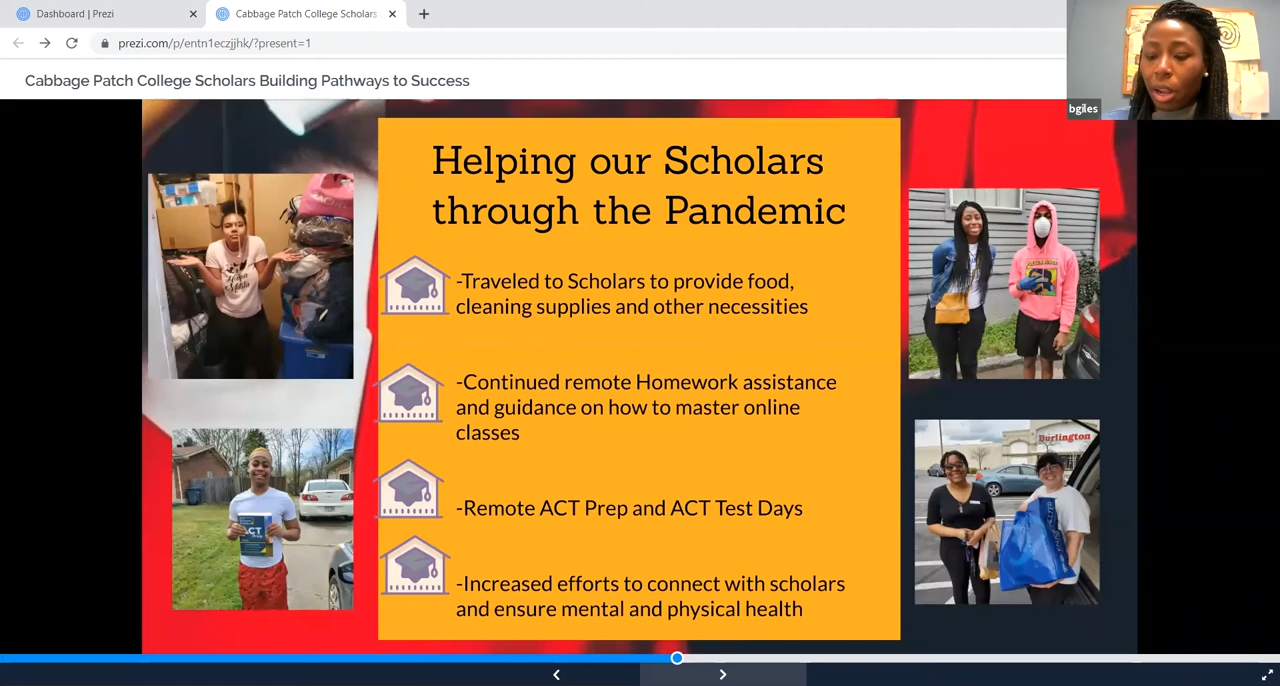 Dashboard | Prezi
Cabbage Patch College Scholars
prezi.com/p/entn1eczjjhk/?present=1
Cabbage Patch College Scholars Building Pathways to Success
bgiles
Helping our Scholars
through the Pandemic
-Traveled to Scholars to provide food,
cleaning supplies and other necessities
-Continued remote Homework assistance
and guidance on how to master online
classes
-Remote ACT Prep and ACT Test Days
-Increased efforts to connect with scholars
and ensure mental and physical health
ACT
Prep
Burlington